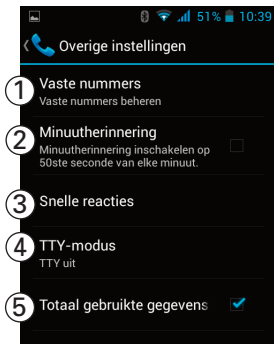 51% 10:39
Overige instellingen
1 Vaste nummers
Vaste nummers beheren
2 Minuutherinnering
Minuutherinnering inschakelen op
50ste seconde van elke minuut.
3 Snelle reacties
4 TTY-modus
TTY uit
5 Totaal gebruikte gegevens